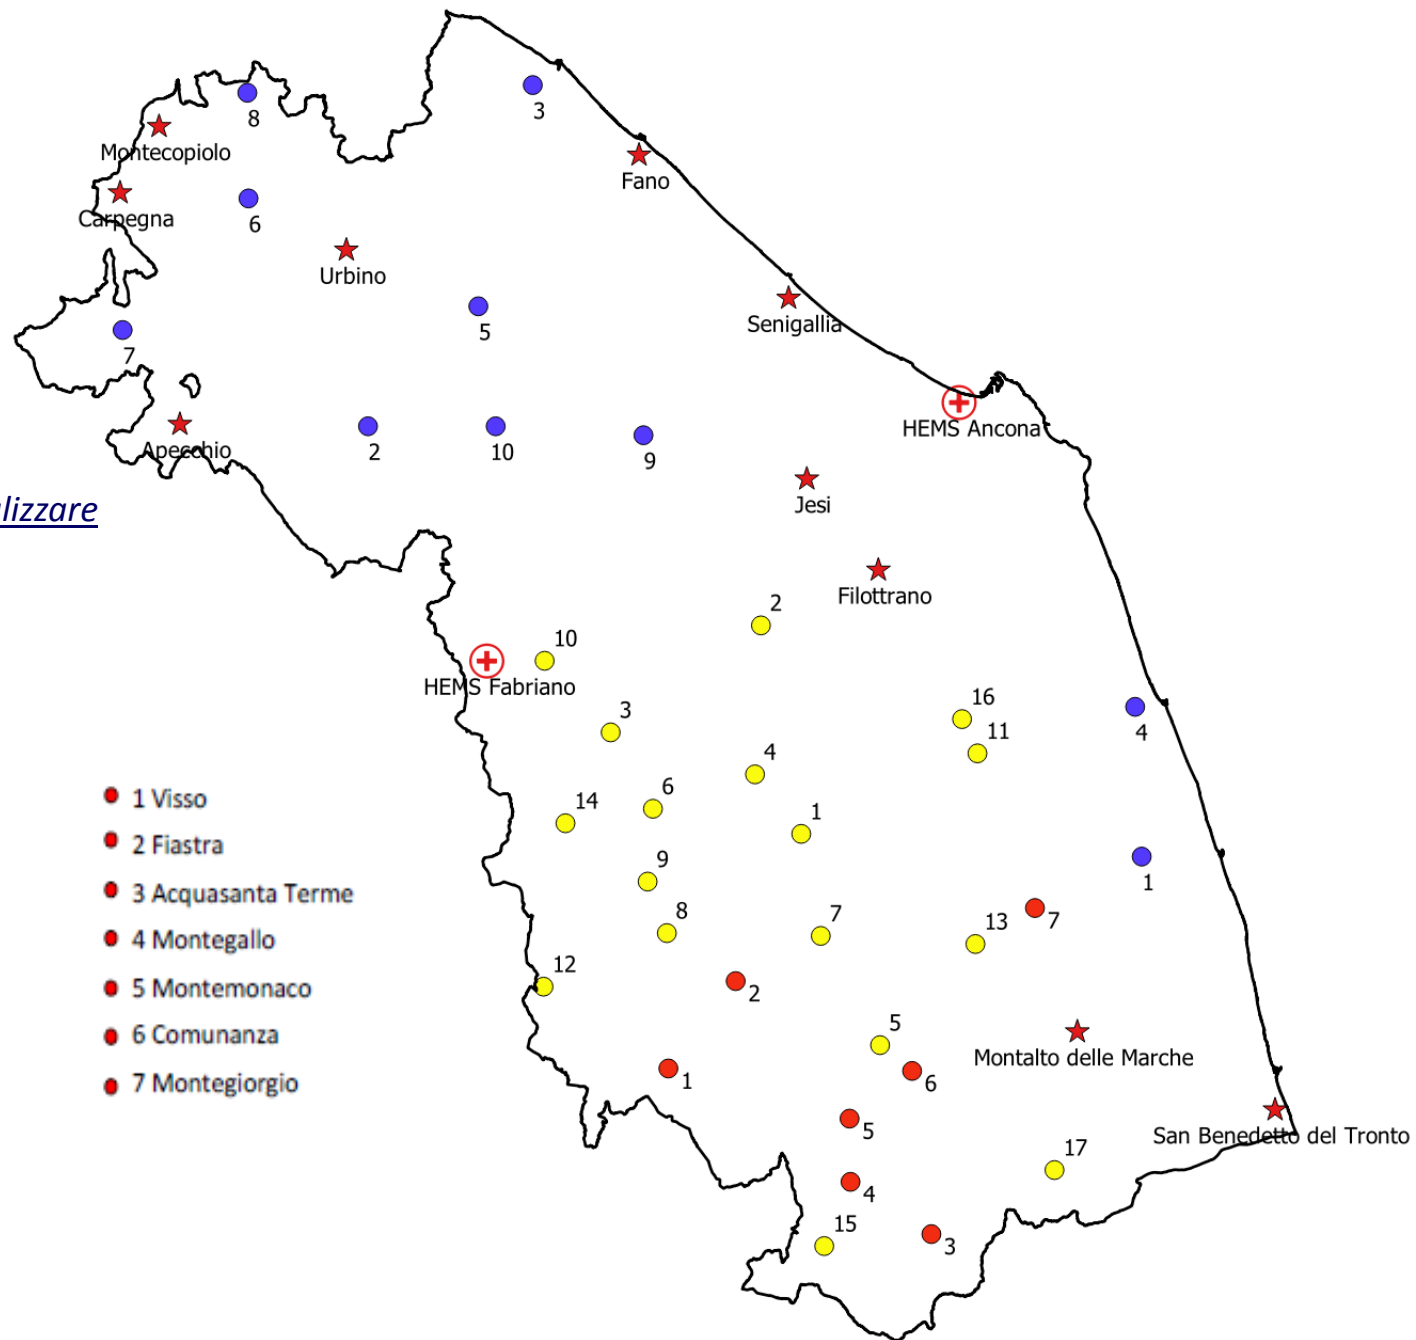 8
3
Montecopiolo
Fano
Carpegna
6
Urbino
5
Senigallia
7
HEMS Ancona
Apecchio
2
10
9
Jesi
lizzare
Filottrano
2
10
HEMS Fabriano
3
16
4
11
4
6
14
1
1 Visso
2 Fiastra
3 Acquasanta Terme
4 Montegallo
5 Montemonaco
6 Comunanza
7 Montegiorgio
9
1
8
7
13
7
12
2
5
Montalto delle Marche
1
6
5
San Benedetto del Tronto
17
4
15
3